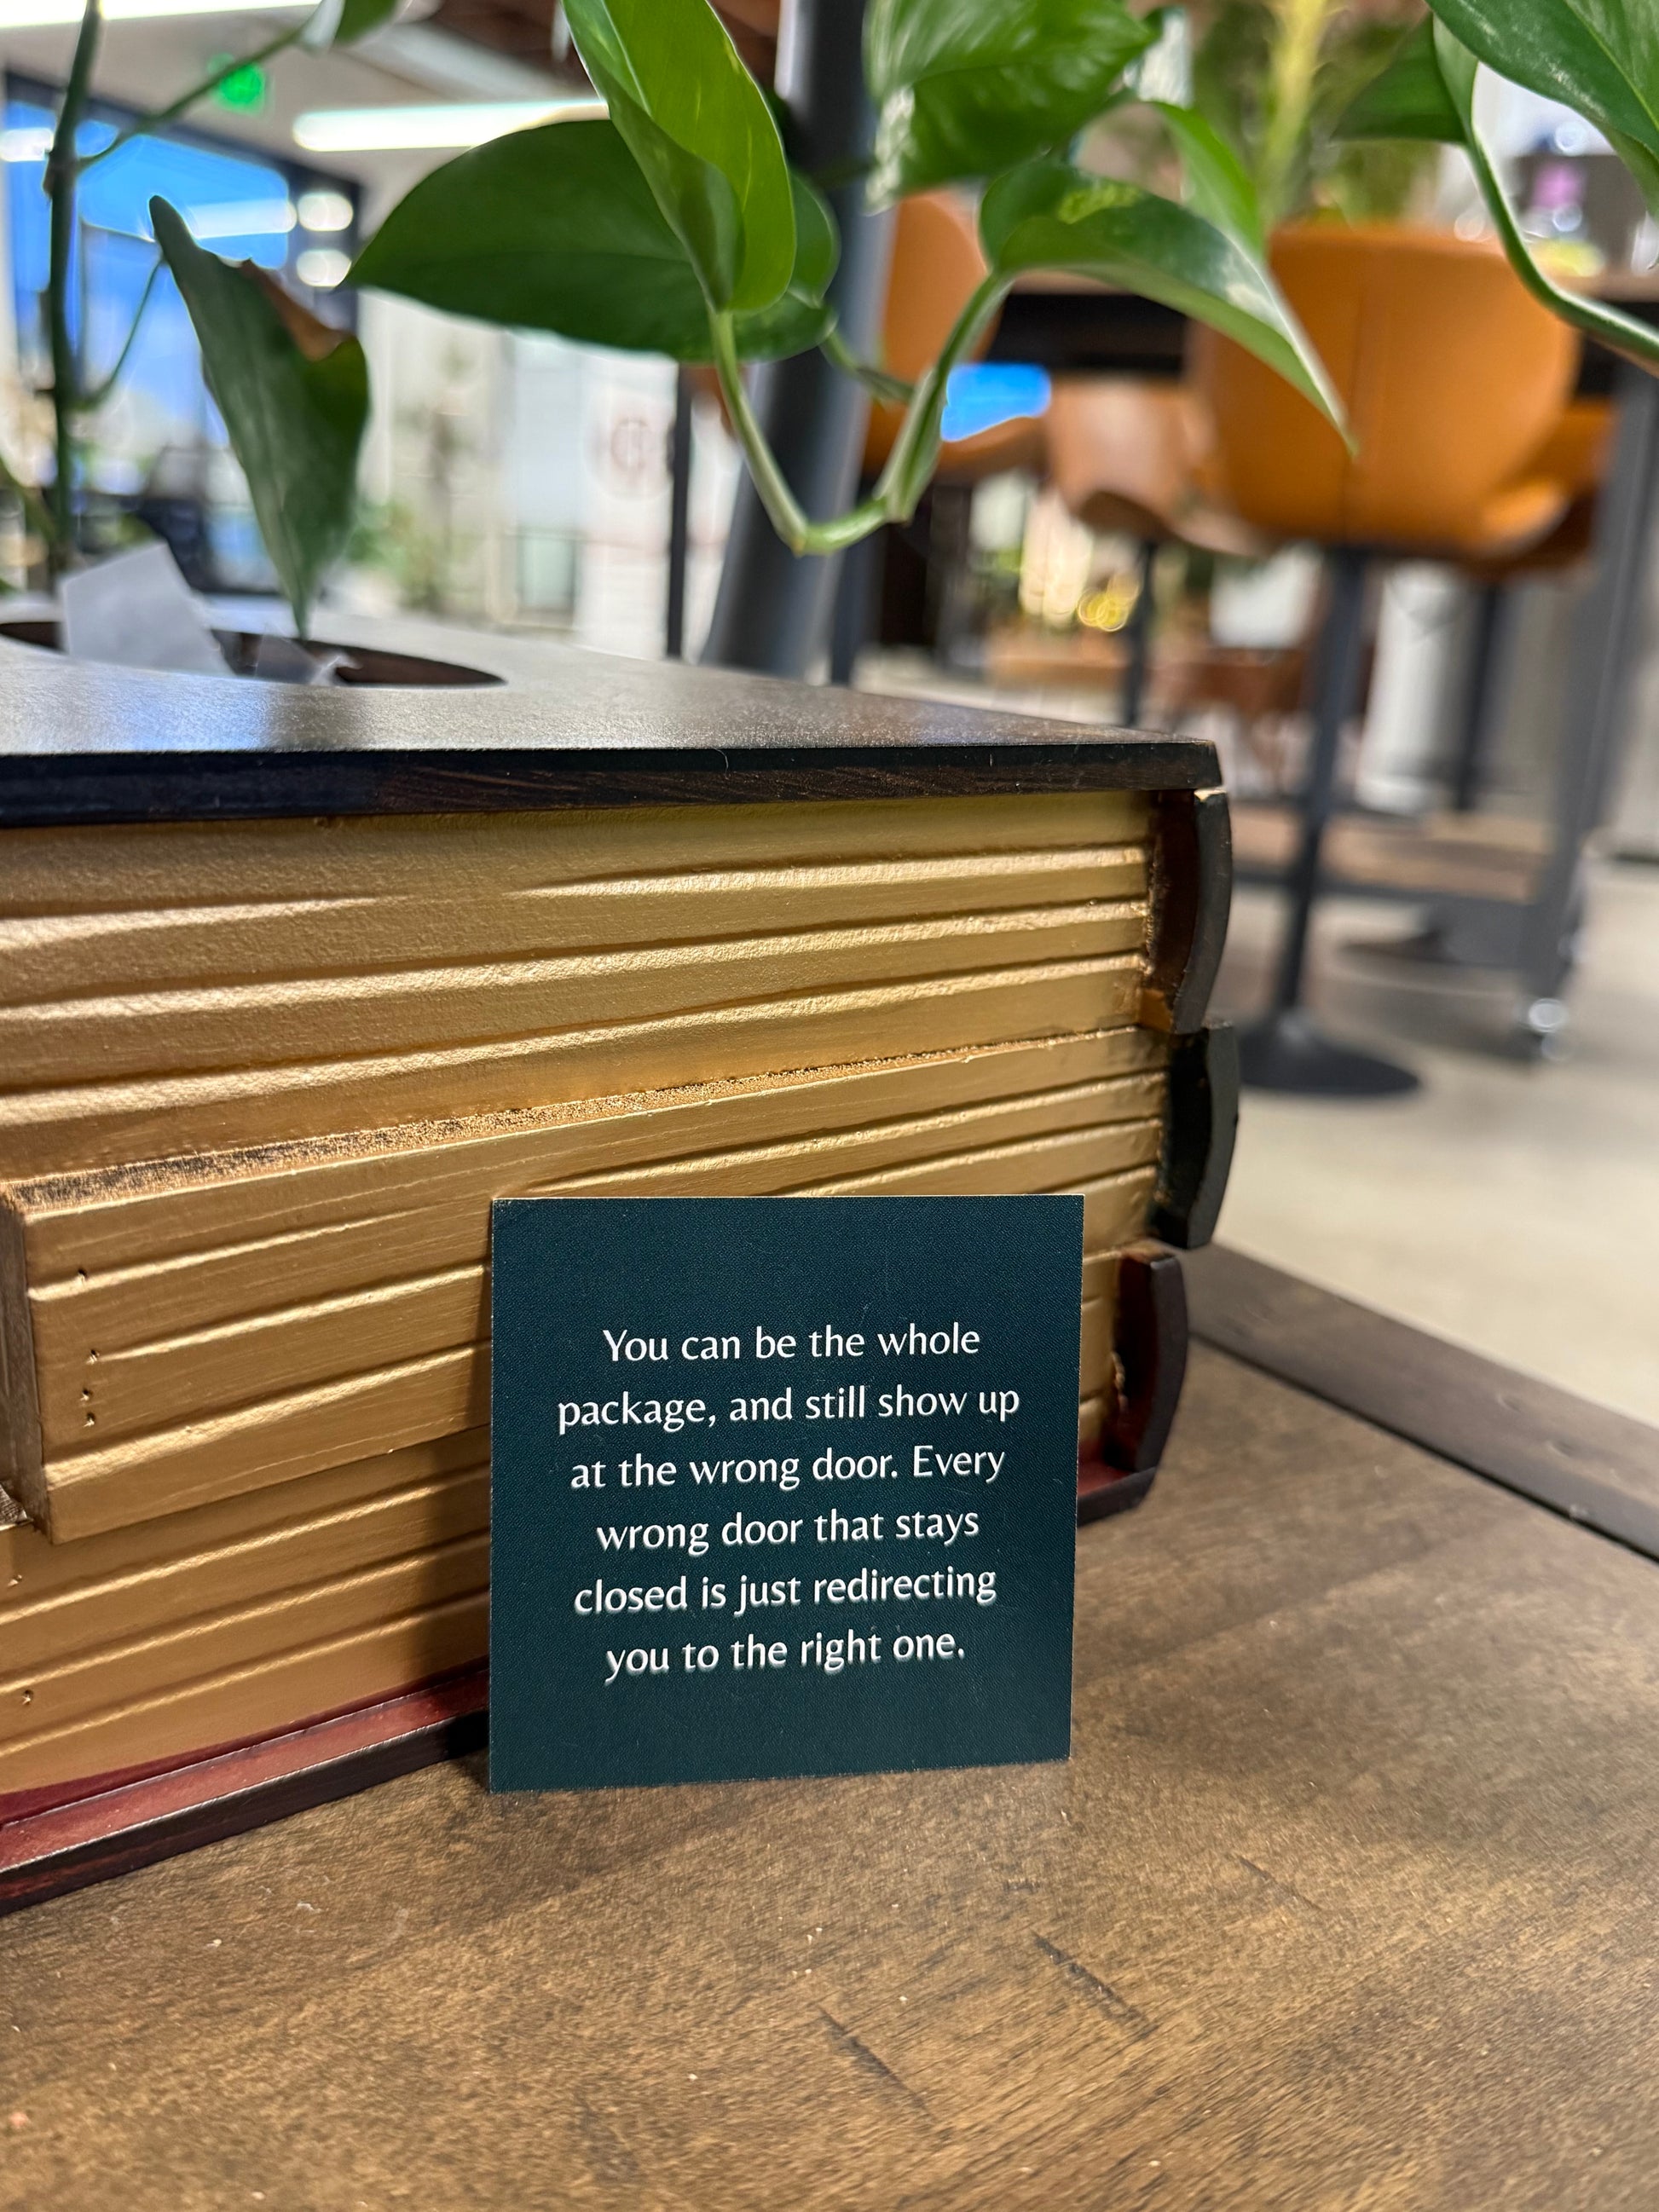 You can be the whole
package, and still show up
at the wrong door. Every
wrong door that stays
closed is just redirecting
you to the right one.